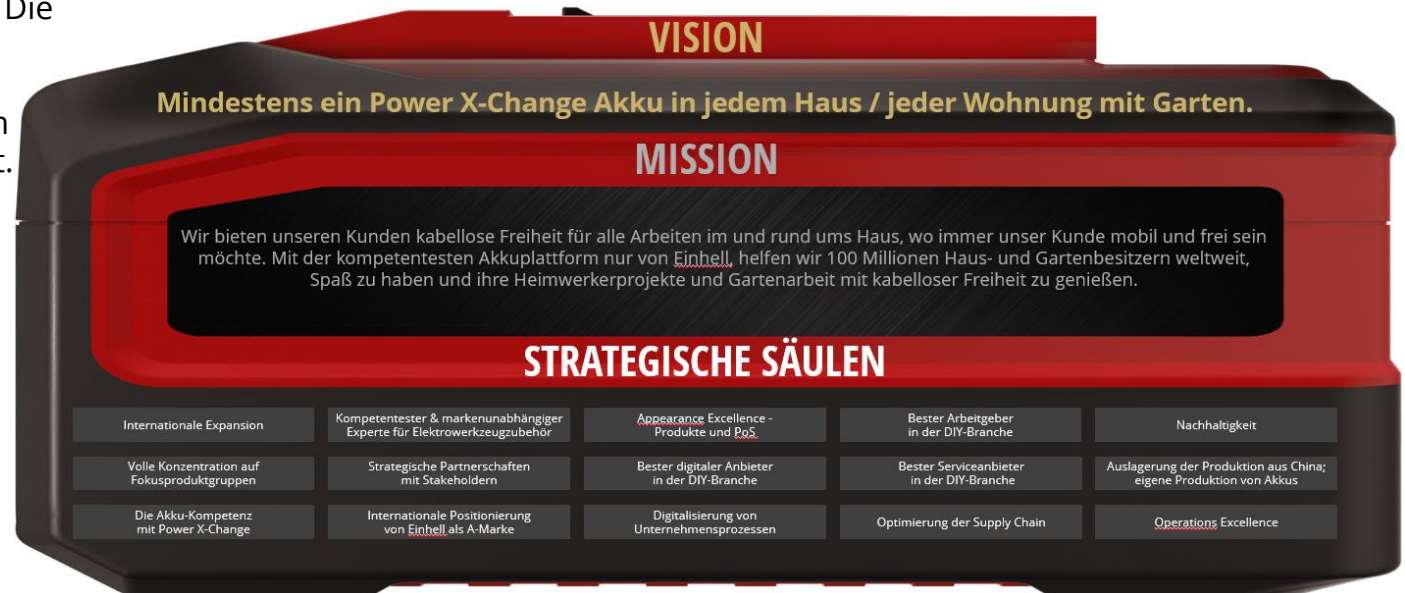 Die
n
t.
VISION
Mindestens ein Power X-Change Akku in jedem Haus / jeder Wohnung mit Garten.
MISSION
Wir bieten unseren Kunden kabellose Freiheit für alle Arbeiten im und rund ums Haus, wo immer unser Kunde mobil und frei sein
möchte. Mit der kompetentesten Akkuplattform nur von Einhell, helfen wir 100 Millionen Haus- und Gartenbesitzern weltweit,
Spaß zu haben und ihre Heimwerkerprojekte und Gartenarbeit mit kabelloser Freiheit zu genießen.
STRATEGISCHE SÄULEN
Internationale Expansion
Kompetentester & markenunabhängiger
Experte für Elektrowerkzeugzubehör
Appearance Excellence -
Produkte und PoS
Bester Arbeitgeber
in der DIY-Branche
Nachhaltigkeit
Volle Konzentration auf
Fokusproduktgruppen
Strategische Partnerschaften
mit Stakeholdern
Bester digitaler Anbieter
in der DIY-Branche
Bester Serviceanbieter
in der DIY-Branche
Auslagerung der Produktion aus China;
eigene Produktion von Akkus
Die Akku-Kompetenz
mit Power X-Change
Internationale Positionierung
von Einhell als A-Marke
Digitalisierung von
Unternehmensprozessen
Optimierung der Supply Chain
Operations Excellence